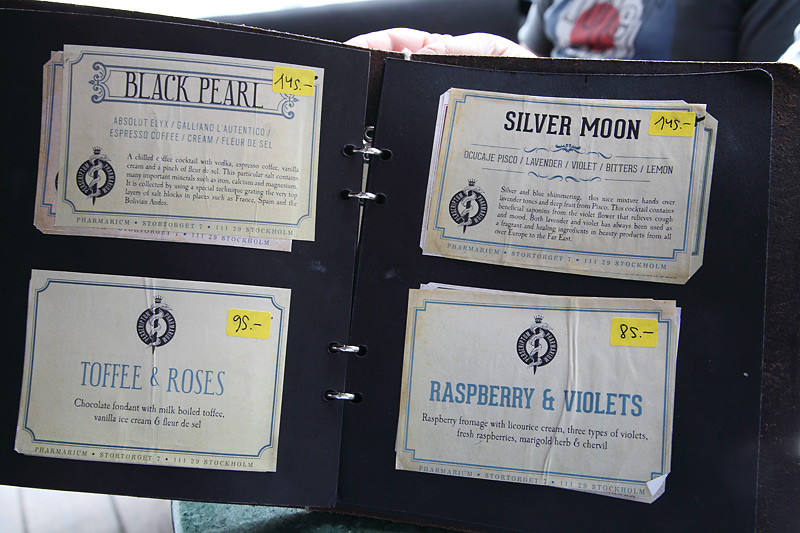 BLACK PEARL
145.-
ABSOLUT ELYX / GALLIANO L'AUTENTICO /
ESPRESSO COFFEE / CREAM / FLEUR DE SEL
A chilled coffee cocktail with vodka, espresso coffee, vanilla
cream and a pinch of fleur de sel. This particular salt contains
many important minerals such as iron, calcium and magnesium.
It is collected by using a special technique grating the very top
layers of salt blocks in places such as France, Spain and the
Bolivian Andes.
PHARMARIUM • STORTORGET 7 • 111 29 STOCKHOLM
7 • 111 29 STOCKHOLM
95.-
TOFFEE & ROSES
Chocolate fondant with milk boiled toffee,
vanilla ice cream & fleur de sel
PHARMARIUM • STORTORGET 7 • 111 29 STOCKHOLM
SILVER MOON
145.-
OCUCAJE PISCO / LAVENDER / VIOLET / BITTERS / LEMON
Silver and blue shimmering, this nice mixture hands over
lavender tones and deep fruit from Pisco. This cocktail contains
beneficial saponins from the violet flower that relieves cough
and mood. Both lavender and violet has always been used as
a fragrant and healing ingredients in beauty products from all
over Europe to the Far East.
PHARMARIUM • STORTORGET 7 • 111 29 STOCKHOLM
85.-
RASPBERRY & VIOLETS
Raspberry fromage with licourice cream, three types of violets,
fresh raspberries, marigold herb & chervil
PHARMARIUM • STORTORGET 7 • 111 29 STOCKHOLM